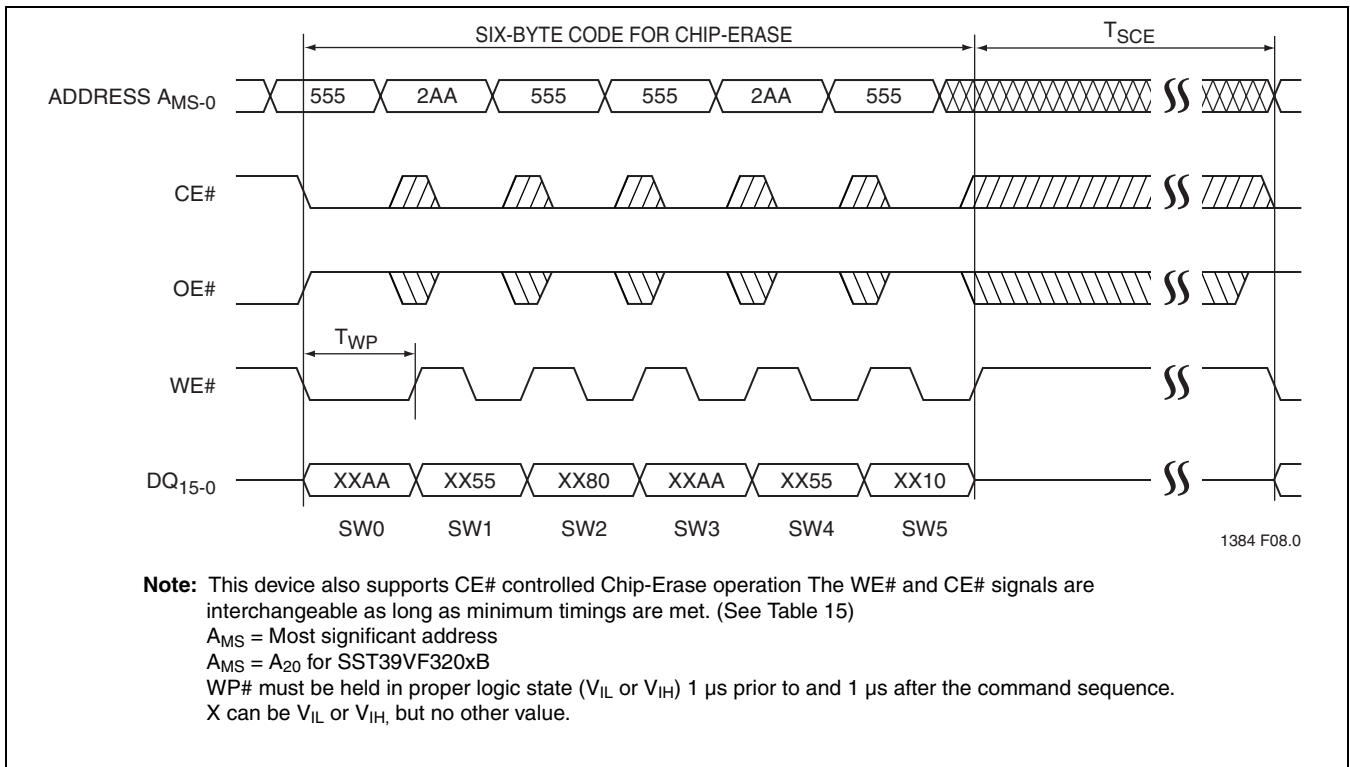 SIX-BYTE CODE FOR CHIP-ERASE TSCE
ADDRESS AMS-0 555 2AA 555 555 2AA 555
CE#
OE#
TWP
WE#
DQ15-0 XXAA XX55 XX80 XXAA XX55 XX10
SW0 SW1 SW2 SW3 SW4 SW5
1384 F08.0
Note: This device also supports CE# controlled Chip-Erase operation The WE# and CE# signals are
interchangeable as long as minimum timings are met. (See Table 15)
AMS = Most significant address
AMS = A20 for SST39VF320xB
WP# must be held in proper logic state (VIL or VIH) 1 µs prior to and 1 µs after the command sequence.
X can be VIL or VIH, but no other value.